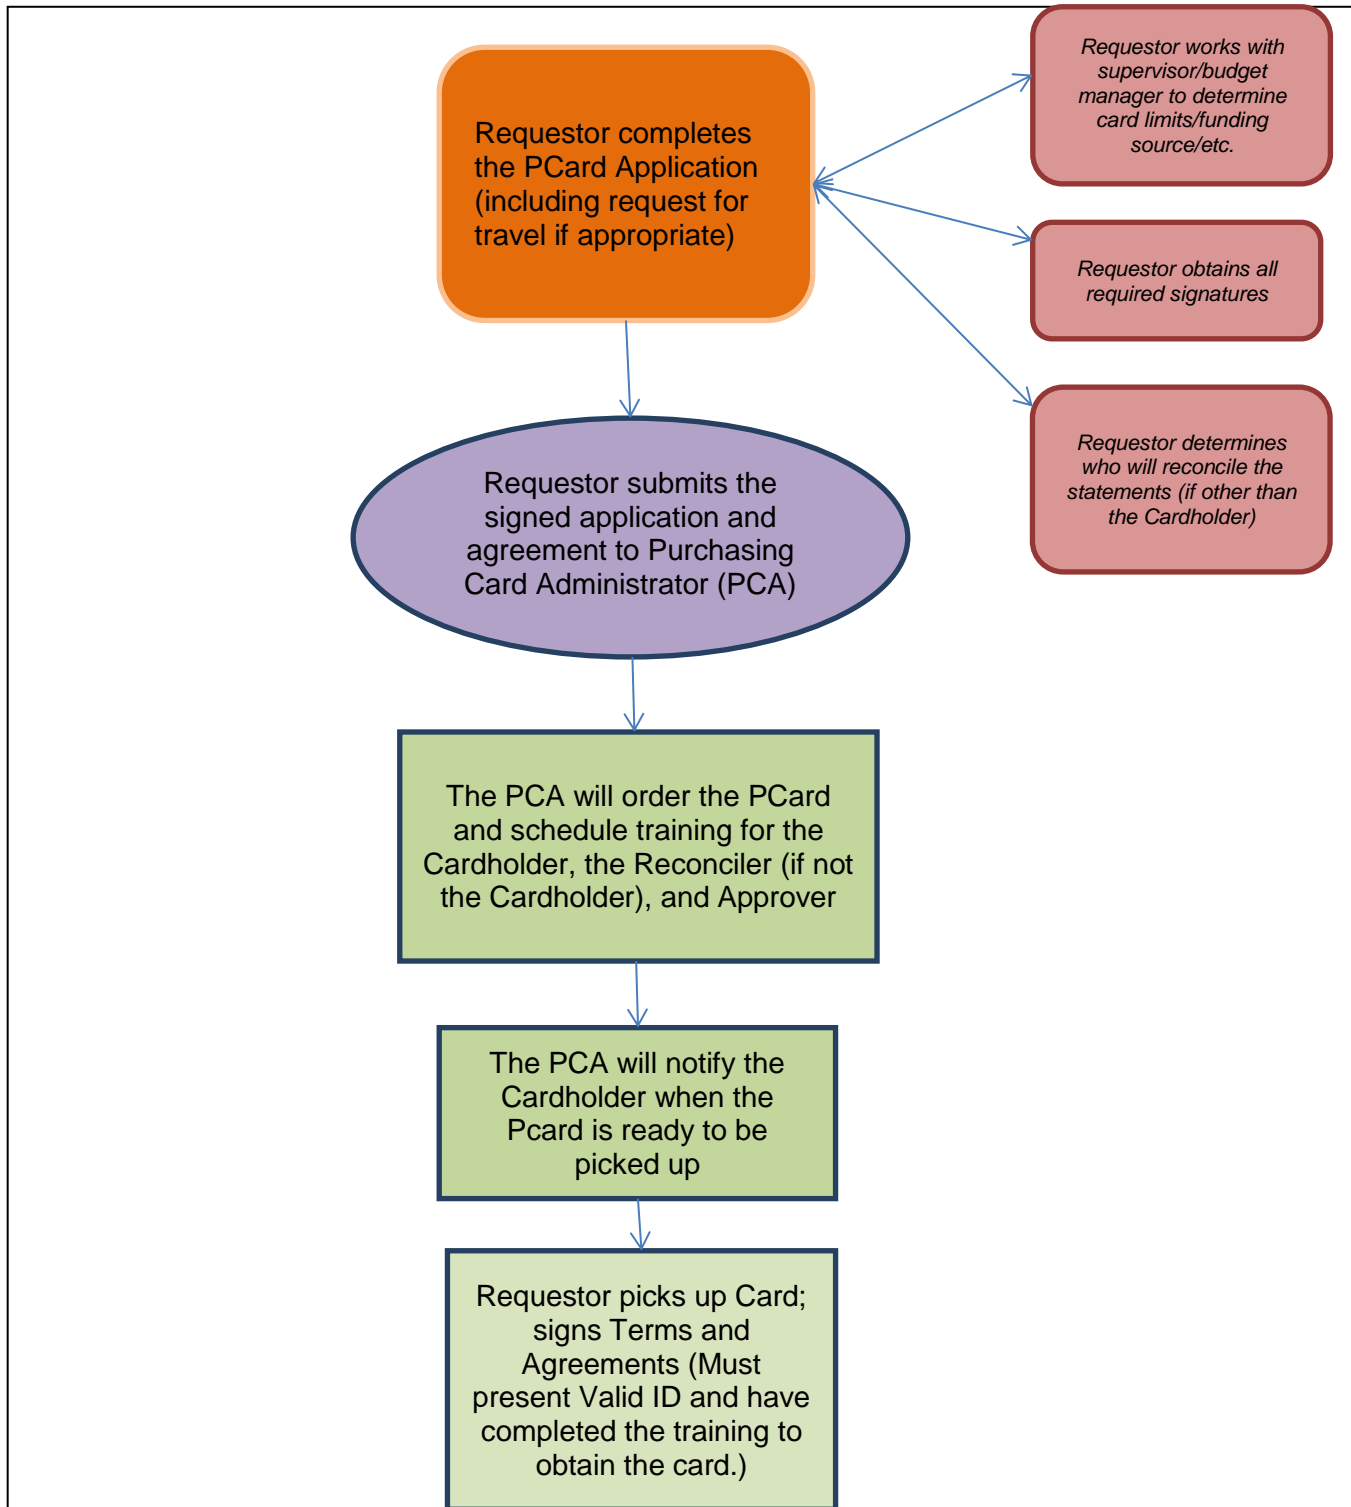 Requestor completes
the PCard Application
(including request for
travel if appropriate)
Requestor works with
supervisor/budget
manager to determine
card limits/funding
source/etc.
Requestor obtains all
required signatures
Requestor determines
who will reconcile the
statements (if other than
the Cardholder)
Requestor submits the
signed application and
agreement to Purchasing
Card Administrator (PCA)
The PCA will order the PCard
and schedule training for the
Cardholder, the Reconciler (if not
the Cardholder), and Approver
The PCA will notify the
Cardholder when the
Pcard is ready to be
picked up
Requestor picks up Card;
signs Terms and
Agreements (Must
present Valid ID and have
completed the training to
obtain the card.)